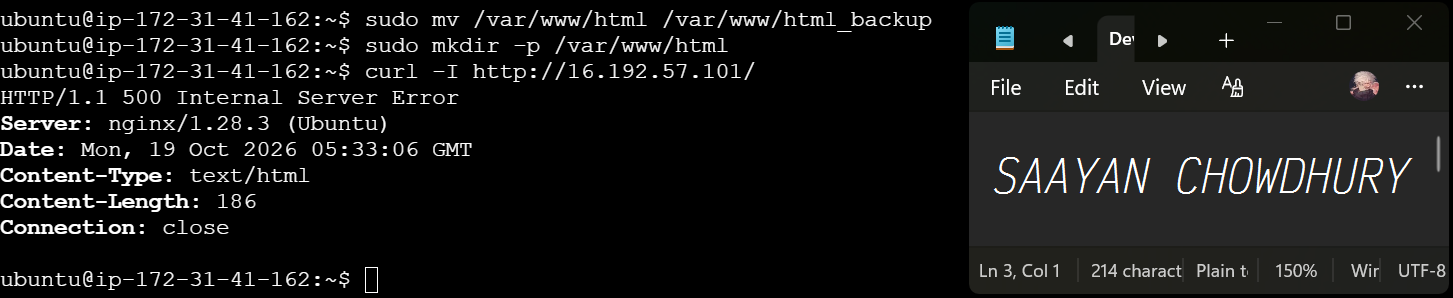 ubuntu@ip-172-31-41-162:~$ sudo mv /var/www/html /var/www/html_backup
ubuntu@ip-172-31-41-162:~$ sudo mkdir -p /var/www/html
ubuntu@ip-172-31-41-162:~$ curl -I http://16.192.57.101/
HTTP/1.1 500 Internal Server Error
Server: nginx/1.28.3 (Ubuntu)
Date: Mon, 19 Oct 2026 05:33:06 GMT
Content-Type: text/html
Content-Length: 186
Connection: close
ubuntu@ip-172-31-41-162:~$
De
File Edit View
SAAYAN CHOWDHURY
Ln 3, Col 1 214 charact Plain t 150% Wir UTF-8